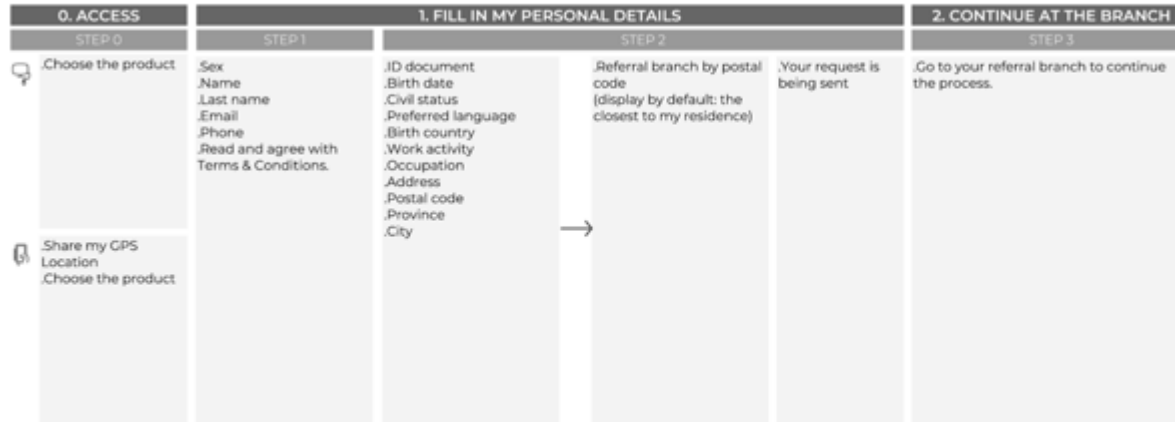 0. ACCESS
1. FILL IN MY PERSONAL DETAILS
2. CONTINUE AT THE BRANCH
STEP 0
STEP 1
STEP 2
STEP 3
.Choose the product
.Share my GPS
Location
.Choose the product
.Sex
.Name
.Last name
.Email
.Phone
.Read and agree with
Terms & Conditions.
.ID document
.Birth date
.Civil status
.Preferred language
.Birth country
.Work activity
.Occupation
.Address
.Postal code
.Province
.City
.Referral branch by postal
code
(display by default: the
closest to my residence)
.Your request is
being sent
.Go to your referral branch to continue
the process.